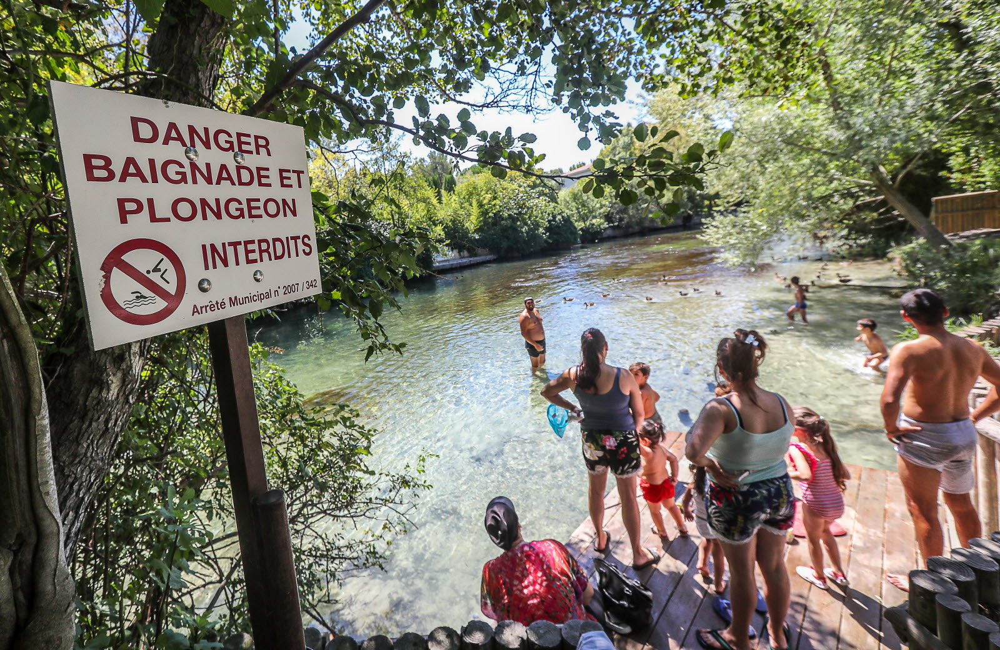 DANGER
BAIGNADE ET
PLONGEON
INTERDITS
Arrêté Municipal n° 2007 / 342